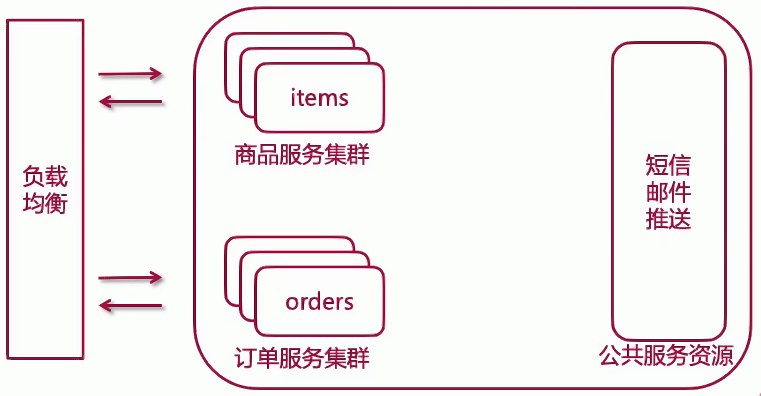 负载
均衡
items
商品服务集群
orders
订单服务集群
短信
邮件
推送
公共服务资源